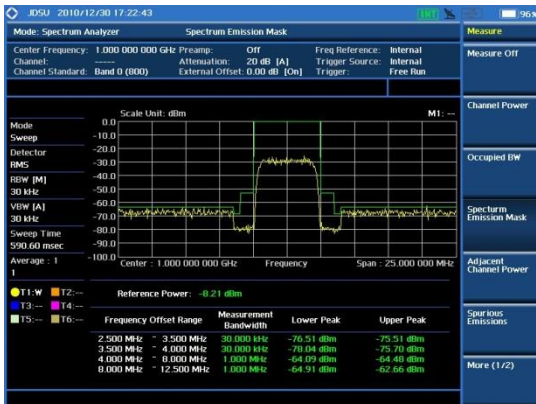 JDSU 2010/12/30 17:22:43 INT 96%
Mode: Spectrum Analyzer Spectrum Emission Mask Measure
Center Frequency: 1.000 000 000 GHz Preamp: Off Freq Reference: Internal
Channel: ----- Attenuation: 20 dB [A] Trigger Source: Internal
Channel Standard: Band 0 (800) External Offset: 0.00 dB [On] Trigger: Free Run
Measure Off
Channel Power
Occupied BW
Specturm
Emission Mask
Adjacent
Channel Power
Spurious
Emissions
More (1/2)
Scale Unit: dBm M1: --
Mode
Sweep
Detector
RMS
RBW [M]
30 kHz
VBW [A]
30 kHz
Sweep Time
590.60 msec
Average : 1
1
T1:W T2:--
T3:-- T4:--
T5:-- T6:--
0.0
-10.0
-20.0
-30.0
-40.0
-50.0
-60.0
-70.0
-80.0
-90.0
-100.0
Center : 1.000 000 000 GHz Frequency Span : 25.000 000 MHz
Reference Power: -8.21 dBm
Frequency Offset Range Measurement Bandwidth Lower Peak Upper Peak
2.500 MHz ~ 3.500 MHz 30.000 kHz -76.51 dBm -75.51 dBm
3.500 MHz ~ 4.000 MHz 30.000 kHz -78.04 dBm -75.70 dBm
4.000 MHz ~ 8.000 MHz 1.000 MHz -64.09 dBm -64.48 dBm
8.000 MHz ~ 12.500 MHz 1.000 MHz -64.91 dBm -62.66 dBm